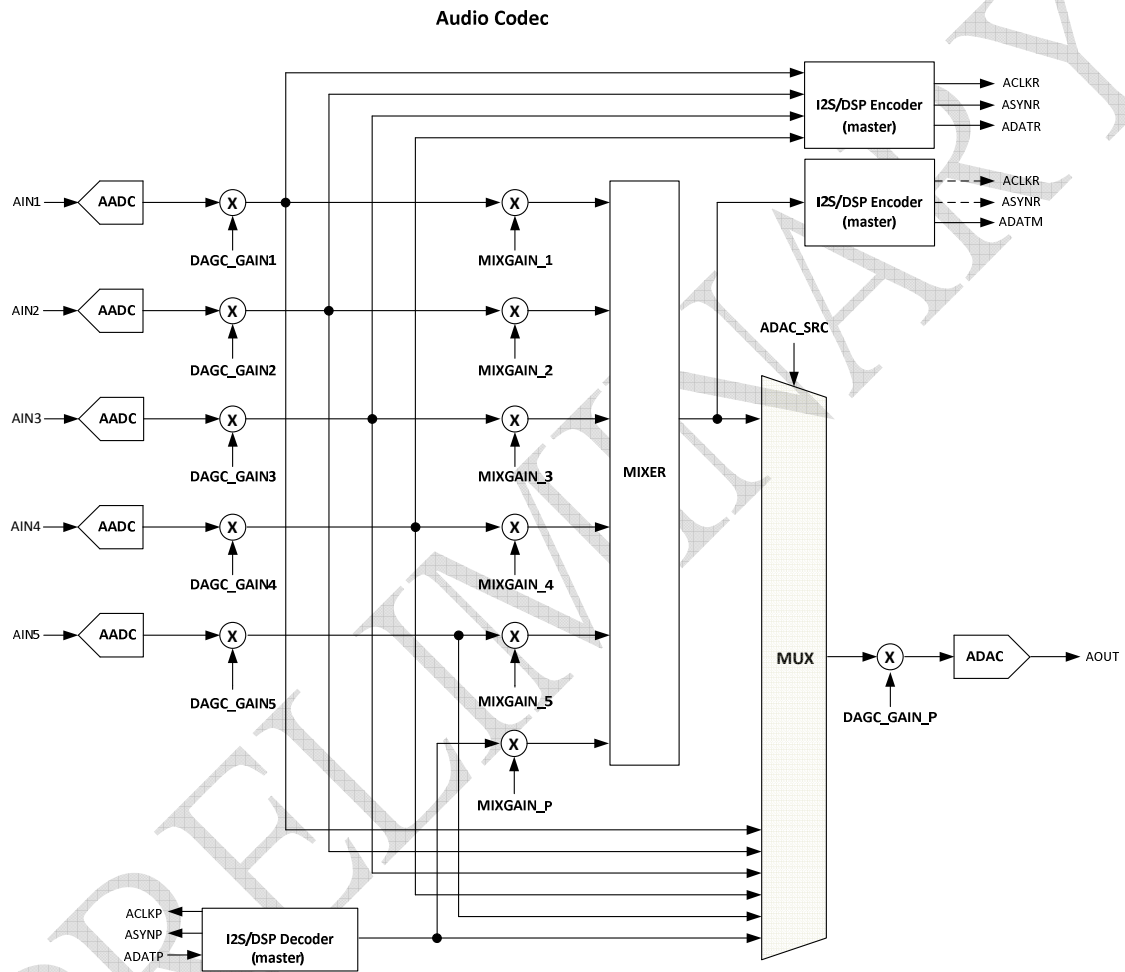 Audio Codec
I2S/DSP Encoder
(master)
ACLKR
ASYNR
ADATR
I2S/DSP Encoder
(master)
ACLKR
ASYNR
ADATM
AIN1
AADC
X
X
DAGC_GAIN1
MIXGAIN_1
AIN2
AADC
X
X
DAGC_GAIN2
MIXGAIN_2
ADAC_SRC
AIN3
AADC
X
X
DAGC_GAIN3
MIXGAIN_3
MIXER
AIN4
AADC
X
X
DAGC_GAIN4
MIXGAIN_4
AIN5
AADC
X
X
DAGC_GAIN5
MIXGAIN_5
MUX
X
ADAC
AOUT
DAGC_GAIN_P
X
MIXGAIN_P
ACLKP
ASYNP
ADATP
I2S/DSP Decoder
(master)
PRELIMINARY